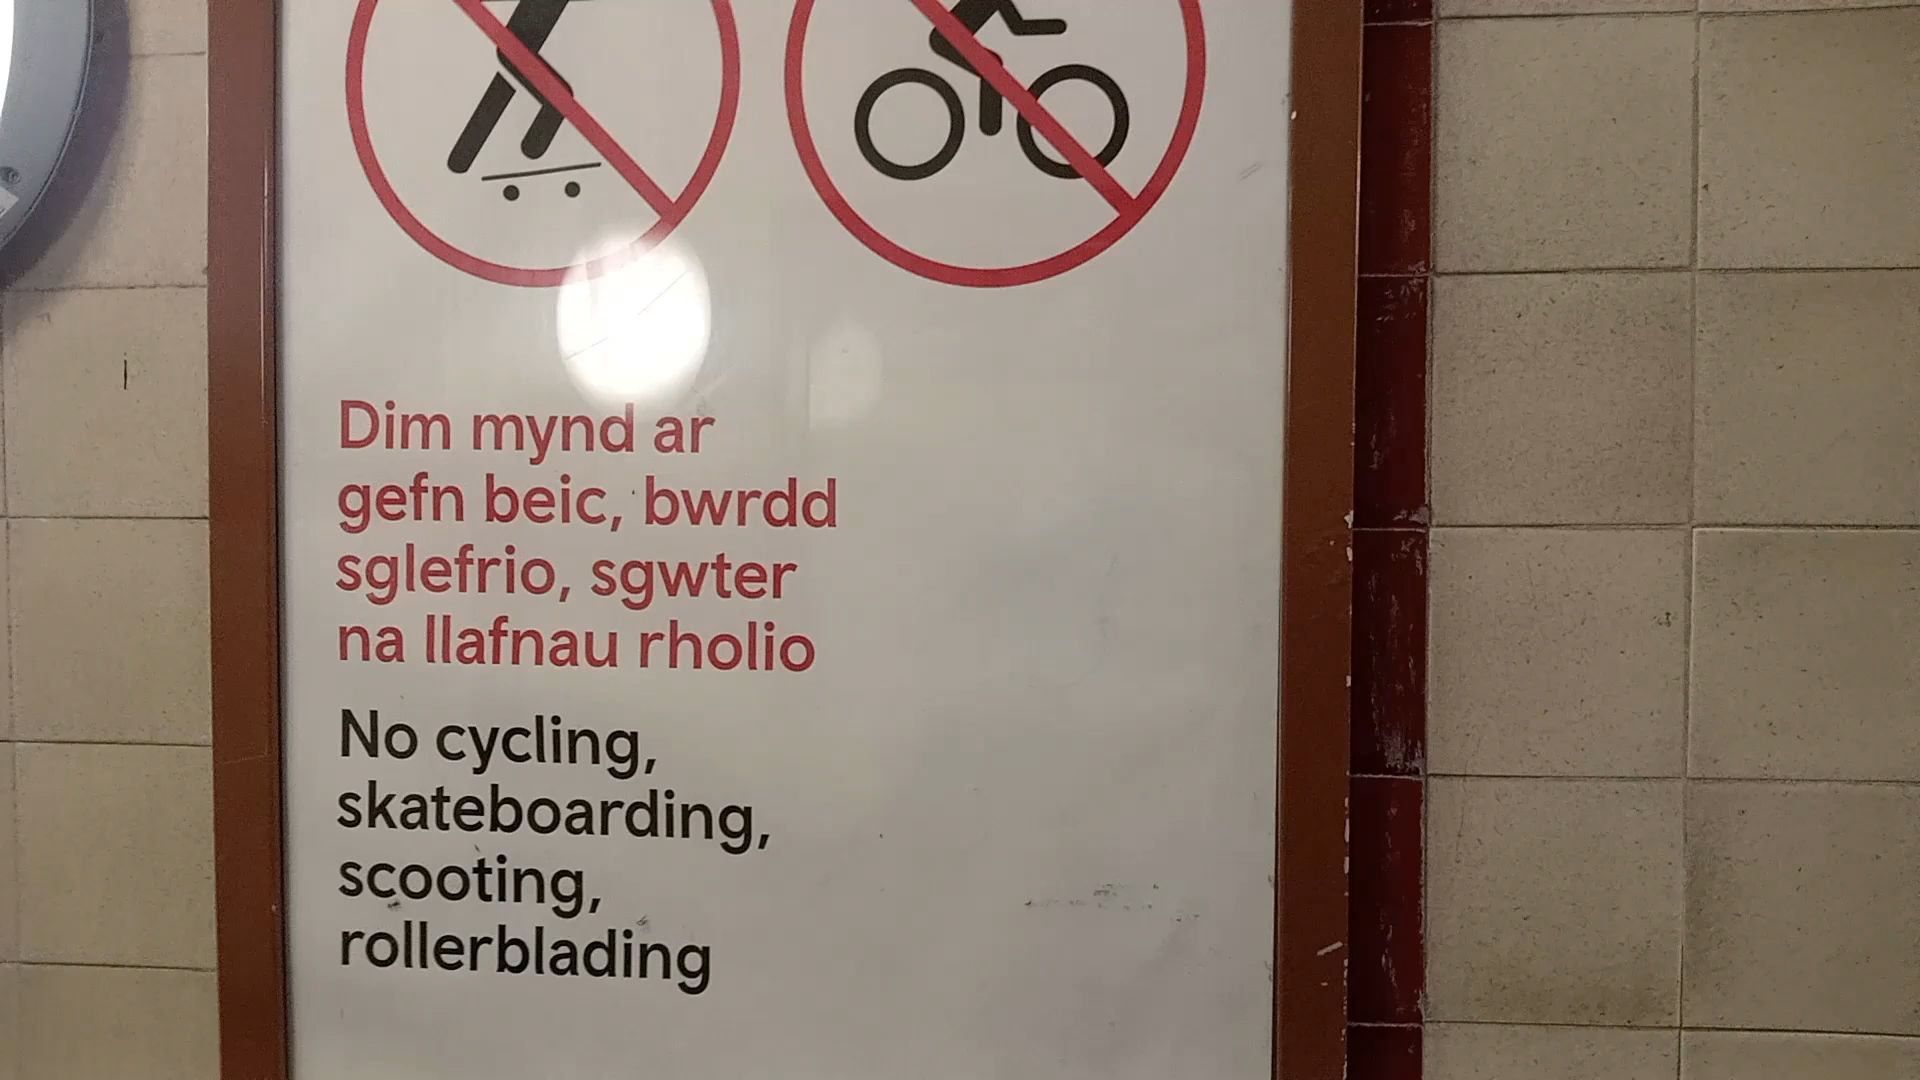 Dim mynd ar
gefn beic, bwrdd
sglefrio, sgwter
na llafnau rholio
No cycling,
skateboarding,
scooting,
rollerblading